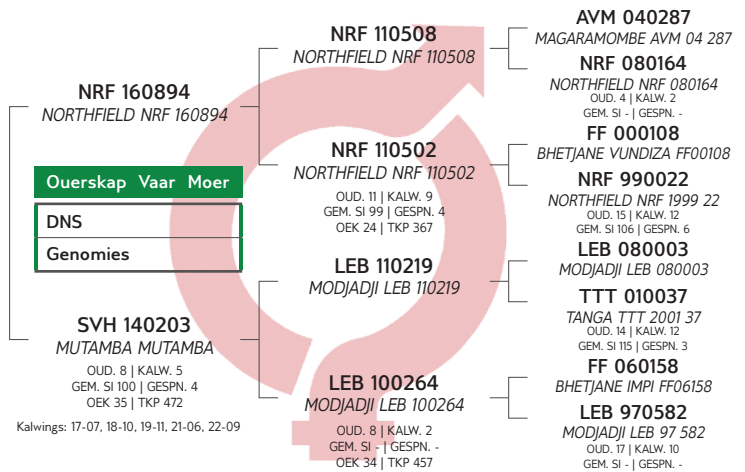 NRF 160894
NORTHFIELD NRF 160894
Ouerskap Vaar Moer
DNS
Genomies
SVH 140203
MUTAMBA MUTAMBA
OUD. 8 | KALW. 5
GEM. SI 100 | GESPN. 4
OEK 35 | TKP 472
Kalwings: 17-07, 18-10, 19-11, 21-06, 22-09
NRF 110508
NORTHFIELD NRF 110508
NRF 110502
NORTHFIELD NRF 110502
OUD. 11 | KALW. 9
GEM. SI 99 | GESPN. 4
OEK 24 | TKP 367
LEB 110219
MODJADJI LEB 110219
LEB 100264
MODJADJI LEB 100264
OUD. 8 | KALW. 2
GEM. SI - | GESPN. -
OEK 34 | TKP 457
AVM 040287
MAGARAMOMBE AVM 04 287
NRF 080164
NORTHFIELD NRF 080164
OUD. 4 | KALW. 2
GEM. SI - | GESPN. -
FF 000108
BHETJANE VUNDIZA FF00108
NRF 990022
NORTHFIELD NRF 1999 22
OUD. 15 | KALW. 12
GEM. SI 106 | GESPN. 6
LEB 080003
MODJADJI LEB 080003
TTT 010037
TANGA TTT 2001 37
OUD. 14 | KALW. 12
GEM. SI 115 | GESPN. 3
FF 060158
BHETJANE IMPI FF06158
LEB 970582
MODJADJI LEB 97 582
OUD. 17 | KALW. 10
GEM. SI - | GESPN. -